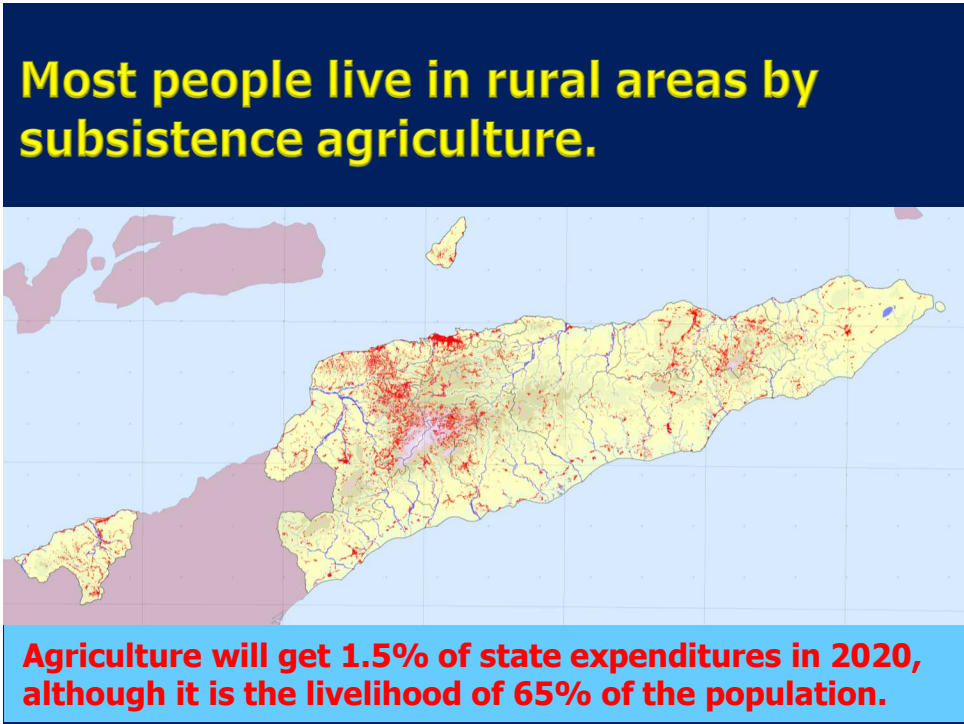 Most people live in rural areas by
subsistence agriculture.
Agriculture will get 1.5% of state expenditures in 2020,
although it is the livelihood of 65% of the population.